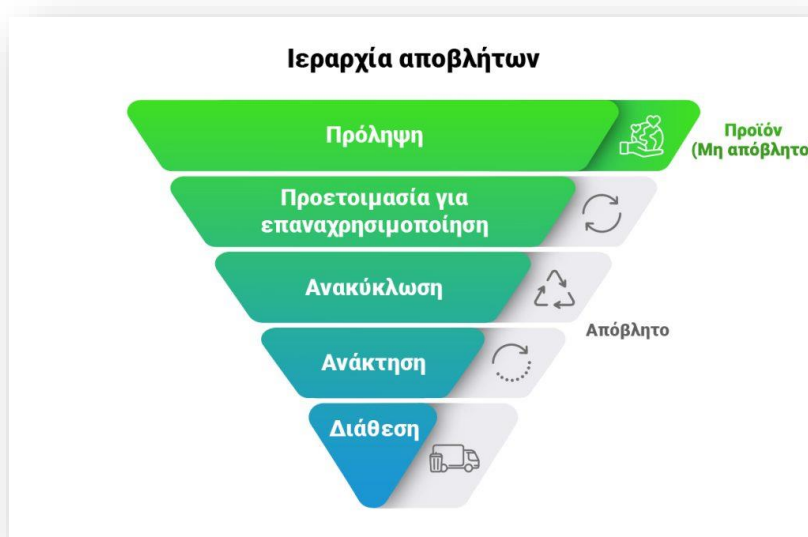 Ιεραρχία αποβλήτων
Πρόληψη
Προϊόν
(Μη απόβλητο
Προετοιμασία για
επαναχρησιμοποίηση
Ανακύκλωση
Απόβλητο
Ανάκτηση
Διάθεση